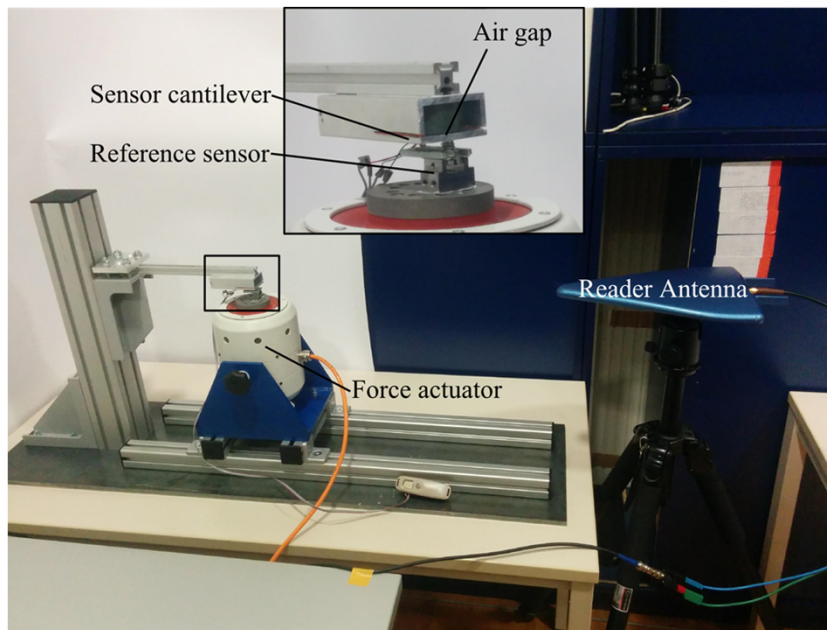 Air gap
Sensor cantilever
Reference sensor
Reader Antenna
Force actuator